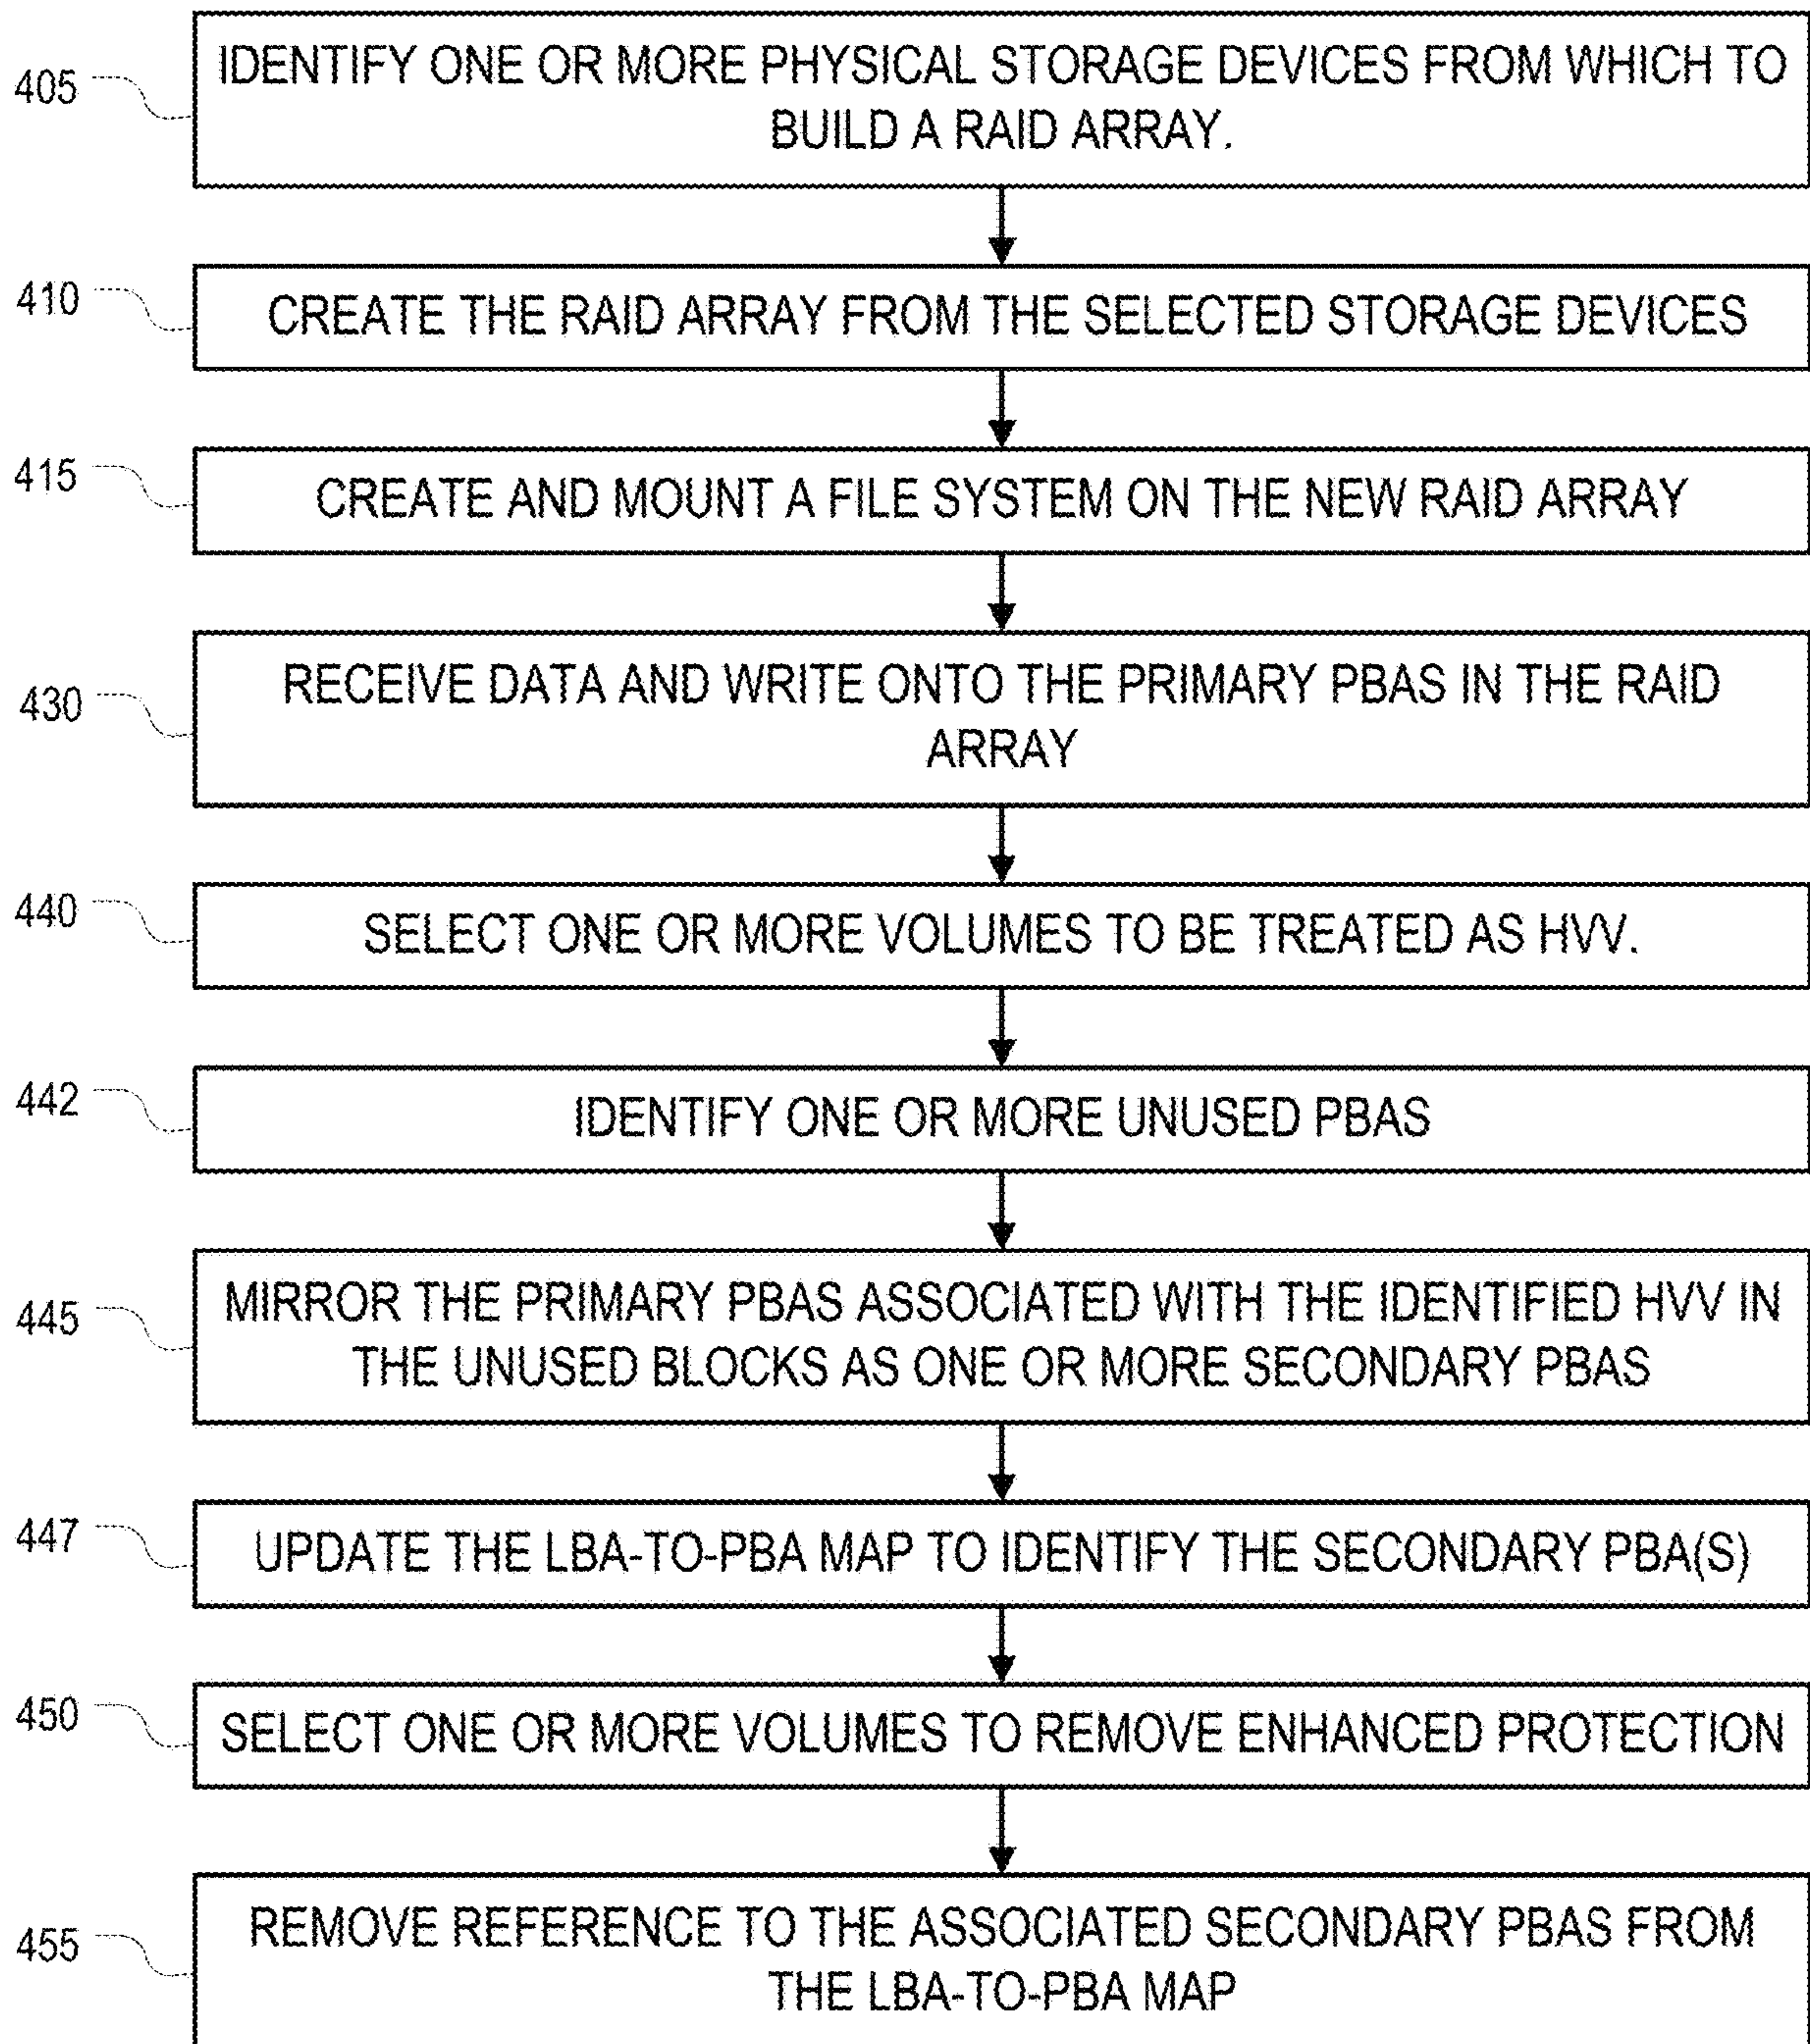 405
IDENTIFY ONE OR MORE PHYSICAL STORAGE DEVICES FROM WHICH TO
BUILD A RAID ARRAY.
410
CREATE THE RAID ARRAY FROM THE SELECTED STORAGE DEVICES
415
CREATE AND MOUNT A FILE SYSTEM ON THE NEW RAID ARRAY
430
RECEIVE DATA AND WRITE ONTO THE PRIMARY PBAS IN THE RAID
ARRAY
440
SELECT ONE OR MORE VOLUMES TO BE TREATED AS HVV.
442
IDENTIFY ONE OR MORE UNUSED PBAS
445
MIRROR THE PRIMARY PBAS ASSOCIATED WITH THE IDENTIFIED HVV IN
THE UNUSED BLOCKS AS ONE OR MORE SECONDARY PBAS
447
UPDATE THE LBA-TO-PBA MAP TO IDENTIFY THE SECONDARY PBA(S)
450
SELECT ONE OR MORE VOLUMES TO REMOVE ENHANCED PROTECTION
455
REMOVE REFERENCE TO THE ASSOCIATED SECONDARY PBAS FROM
THE LBA-TO-PBA MAP